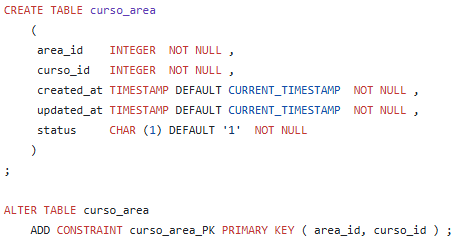 CREATE TABLE curso_area
(
area_id INTEGER NOT NULL ,
curso_id INTEGER NOT NULL ,
created_at TIMESTAMP DEFAULT CURRENT_TIMESTAMP NOT NULL ,
updated_at TIMESTAMP DEFAULT CURRENT_TIMESTAMP NOT NULL ,
status CHAR (1) DEFAULT '1' NOT NULL
)
;
ALTER TABLE curso_area
ADD CONSTRAINT curso_area_PK PRIMARY KEY ( area_id, curso_id ) ;